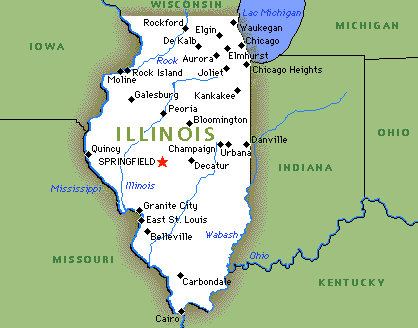 WISCONSIN
Lac Michigan
Rockford
Waukegan
MICHIGAN
Elgin
De Kalb
Chicago
IOWA
Elmhurst
Aurora
Rock
Joliet
Chicago Heights
Rock Island
Moline
Galesburg
Kankakee
Peoria
Bloomington
ILLINOIS
OHIO
Danville
Champaign
Quincy
Urbana
SPRINGFIELD
Decatur
INDIANA
Mississippi
Illinois
Granite City
East St. Louis
Belleville
Wabash
MISSOURI
Ohio
Carbondale
KENTUCKY
Cairo